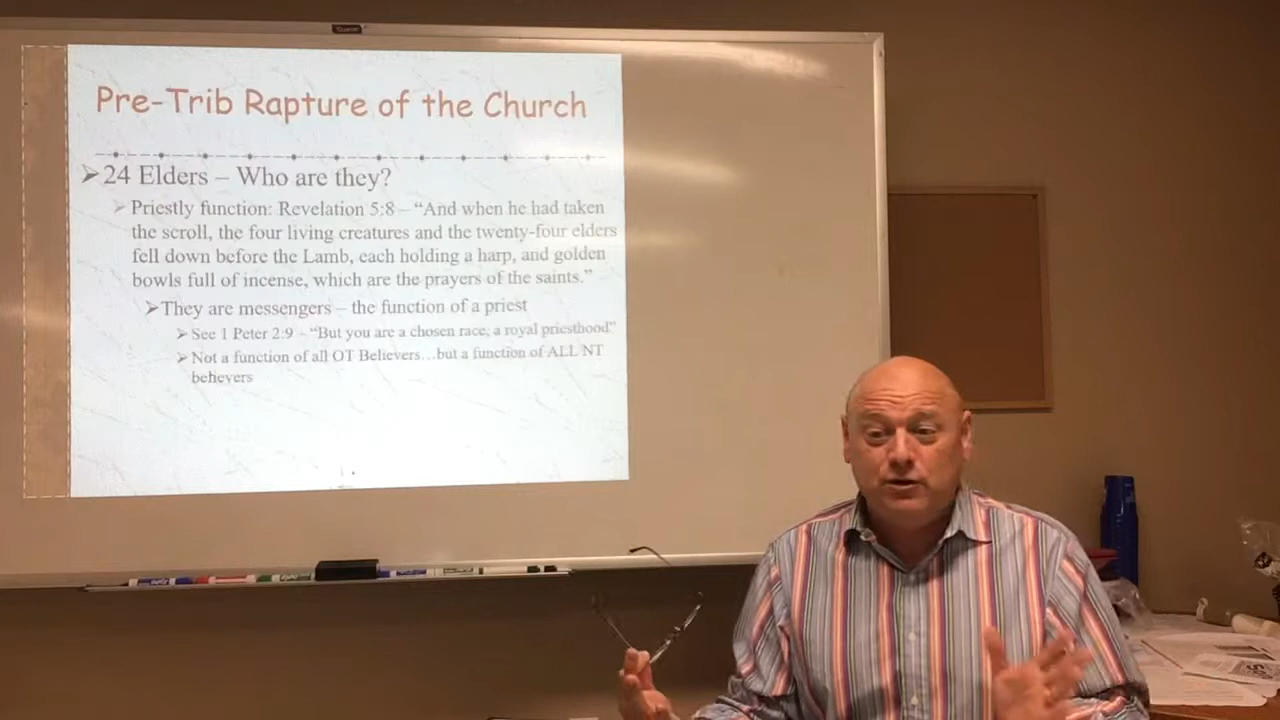 Pre-Trib Rapture of the Church
24 Elders – Who are they?
Priestly function: Revelation 5:8 – “And when he had taken
the scroll, the four living creatures and the twenty-four elders
fell down before the Lamb, each holding a harp, and golden
bowls full of incense, which are the prayers of the saints.”
They are messengers – the function of a priest
See 1 Peter 2:9 – “But you are a chosen race, a royal priesthood”
Not a function of all OT Believers…but a function of ALL NT
believers